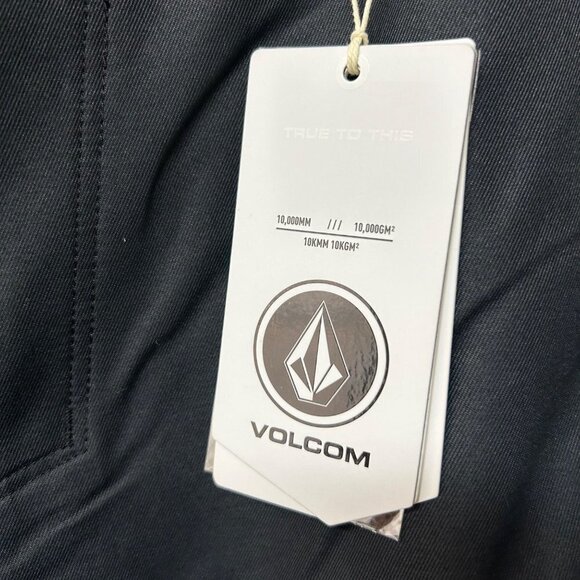 TRUE TO THIS
10,000MM /// 10,000GM²
10KMM 10KGM²
VOLCOM